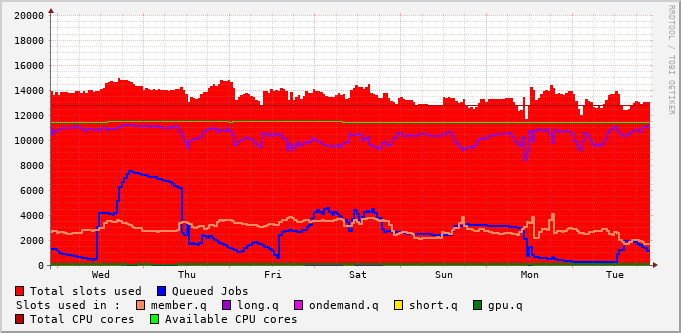 20000
18000
16000
14000
12000
10000
8000
6000
4000
2000
0
Wed Thu Fri Sat Sun Mon Tue
RRDTOOL / TOBI OETIKER
Total slots used Queued Jobs
Slots used in : member.q long.q ondemand.q short.q gpu.q
Total CPU cores Available CPU cores